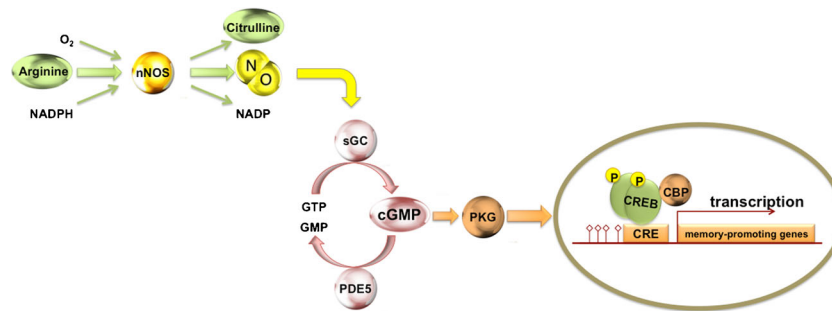 Citrulline
O2
Arginine
nNOS
N
O
NADPH
NADP
sGC
GTP
cGMP
GMP
PKG
PDE5
P
P
CREB
CBP
transcription
CRE
memory-promoting genes